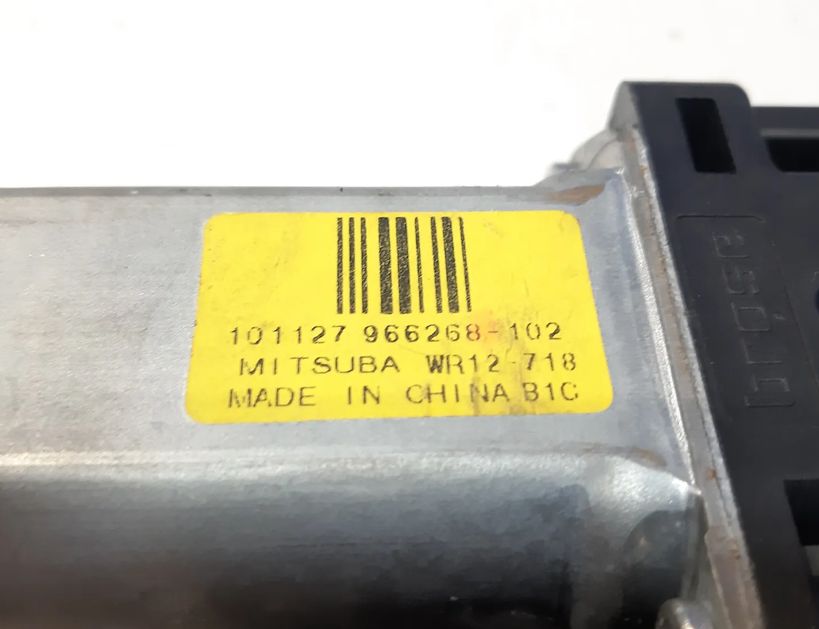 101127 966268-102
MITSUBA WR12-718
MADE IN CHINA B1C
brose